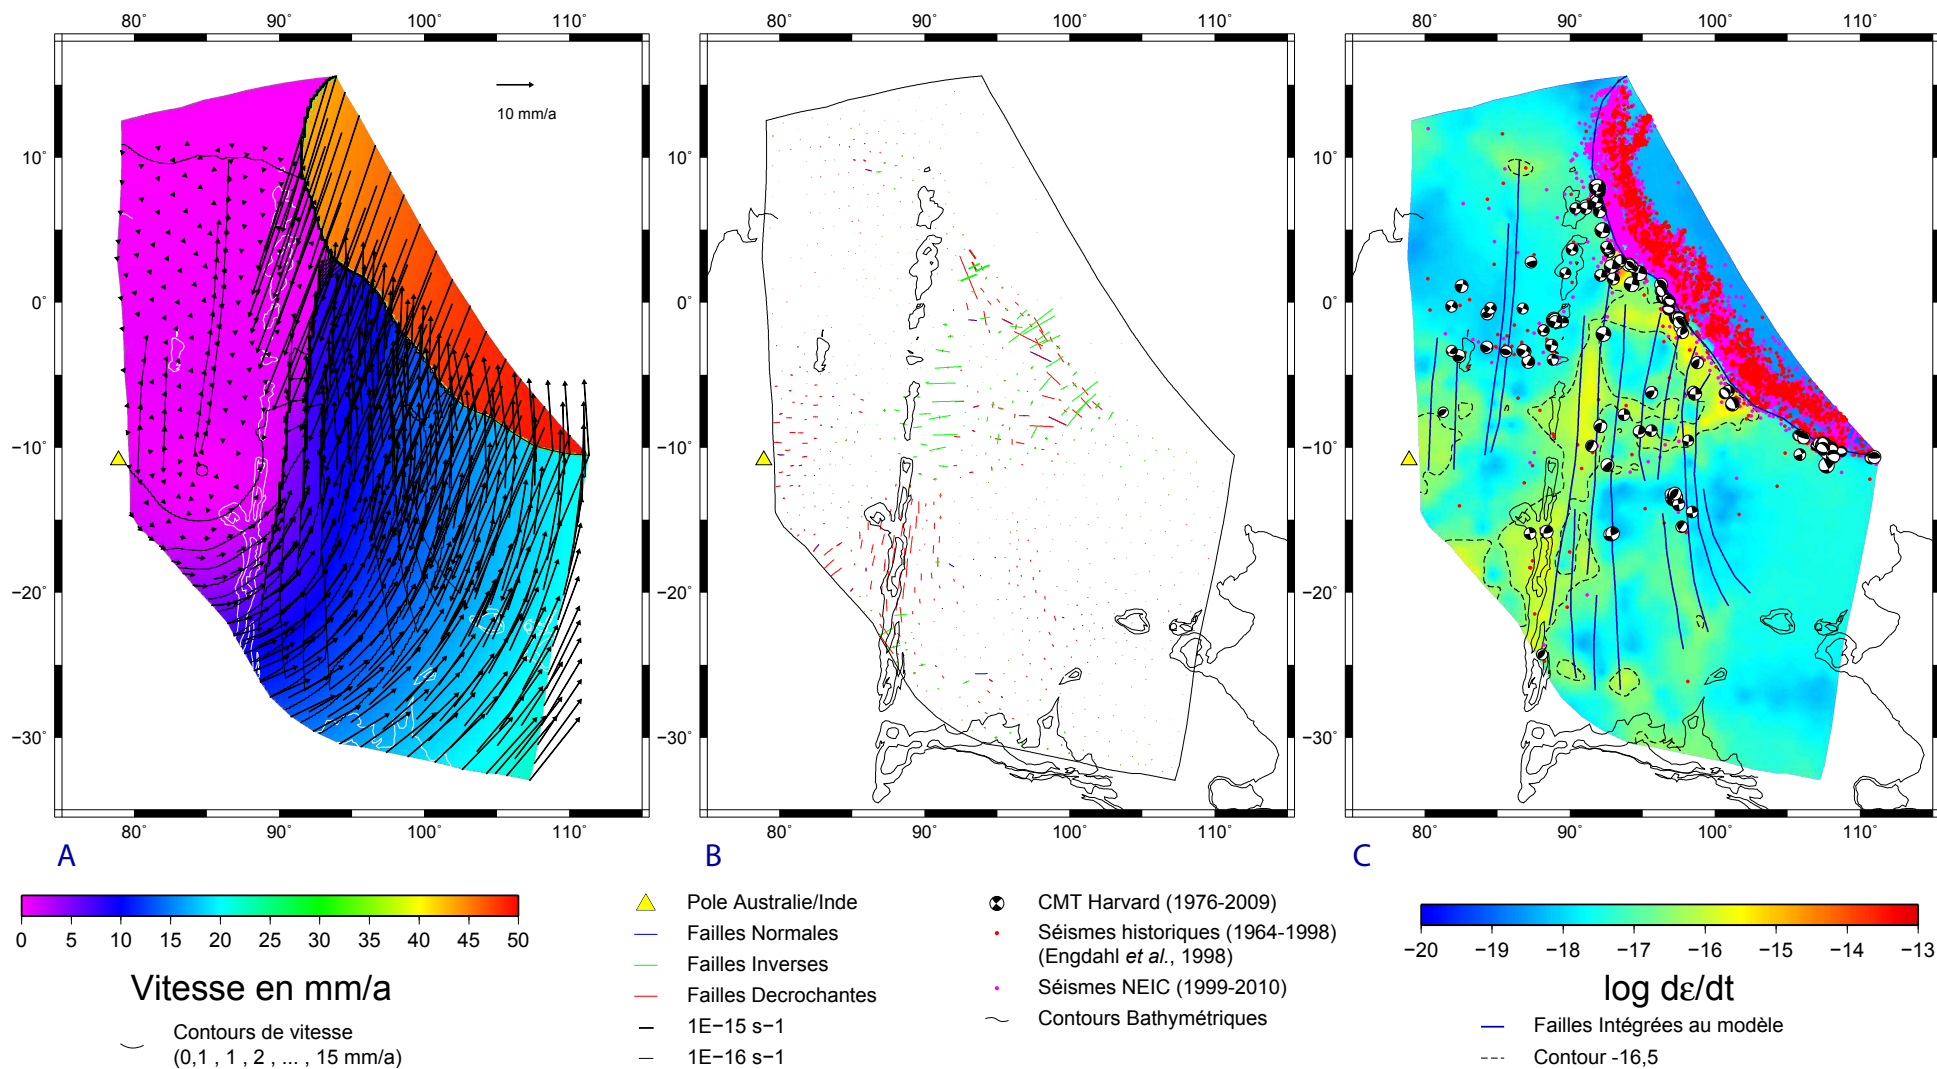 80° 90° 100° 110° 80° 90° 100° 110° 80° 90° 100° 110°
10 mm/a
10° 10° 10°
0° 0° 0°
−10° −10° −10°
−20° −20° −20°
−30° −30° −30°
80° 90° 100° 110° 80° 90° 100° 110° 80° 90° 100° 110°
A B C
0 5 10 15 20 25 30 35 40 45 50
Vitesse en mm/a
Contours de vitesse
(0,1 , 1 , 2 , ... , 15 mm/a)
Pole Australie/Inde
Failles Normales
Failles Inverses
Failles Decrochantes
1E−15 s−1
1E−16 s−1
CMT Harvard (1976-2009)
Séismes historiques (1964-1998)
(Engdahl et al., 1998)
Séismes NEIC (1999-2010)
Contours Bathymétriques
−20 −19 −18 −17 −16 −15 −14 −13
log dε/dt
Failles Intégrées au modèle
Contour -16,5